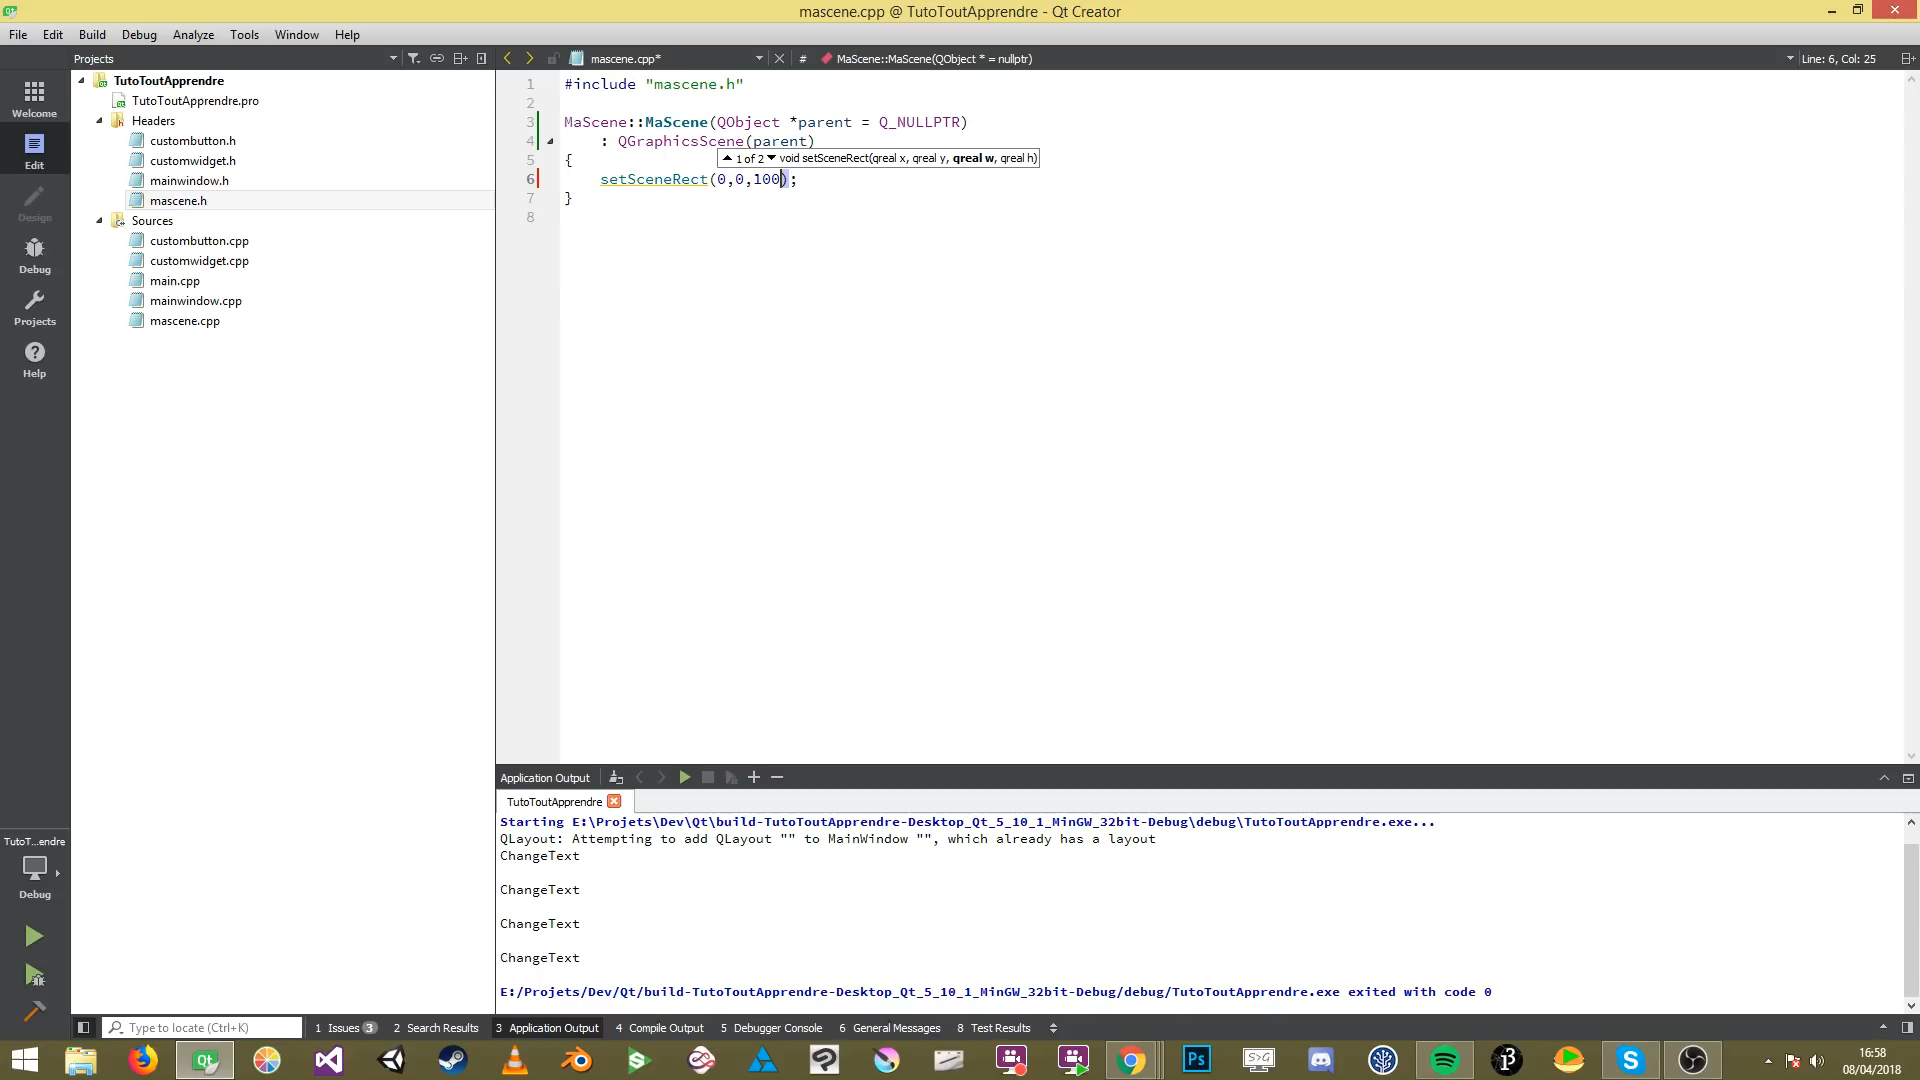 mascene.cpp @ TutoToutApprendre - Qt Creator
File Edit Build Debug Analyze Tools Window Help
Projects
mascene.cpp*
# MaScene::MaScene(QObject * = nullptr)
Line: 6, Col: 25
Welcome
Edit
Design
Debug
Projects
Help
TutoToutApprendre
TutoToutApprendre.pro
Headers
custombutton.h
customwidget.h
mainwindow.h
mascene.h
Sources
custombutton.cpp
customwidget.cpp
main.cpp
mainwindow.cpp
mascene.cpp
1 #include "mascene.h"
2
3 MaScene::MaScene(QObject *parent = Q_NULLPTR)
4 : QGraphicsScene(parent)
1 of 2 void setSceneRect(qreal x, qreal y, qreal w, qreal h)
5 {
6 setSceneRect(0,0,100);
7 }
8
Application Output
TutoToutApprendre
Starting E:\Projets\Dev\Qt\build-TutoToutApprendre-Desktop_Qt_5_10_1_MinGW_32bit-Debug\debug\TutoToutApprendre.exe...
QLayout: Attempting to add QLayout "" to MainWindow "", which already has a layout
ChangeText
ChangeText
ChangeText
ChangeText
E:/Projets/Dev/Qt/build-TutoToutApprendre-Desktop_Qt_5_10_1_MinGW_32bit-Debug/debug/TutoToutApprendre.exe exited with code 0
TutoT...endre
Debug
Type to locate (Ctrl+K)
1 Issues 3 2 Search Results 3 Application Output 4 Compile Output 5 Debugger Console 6 General Messages 8 Test Results
Qt
Ps
S>G
S
16:58
08/04/2018